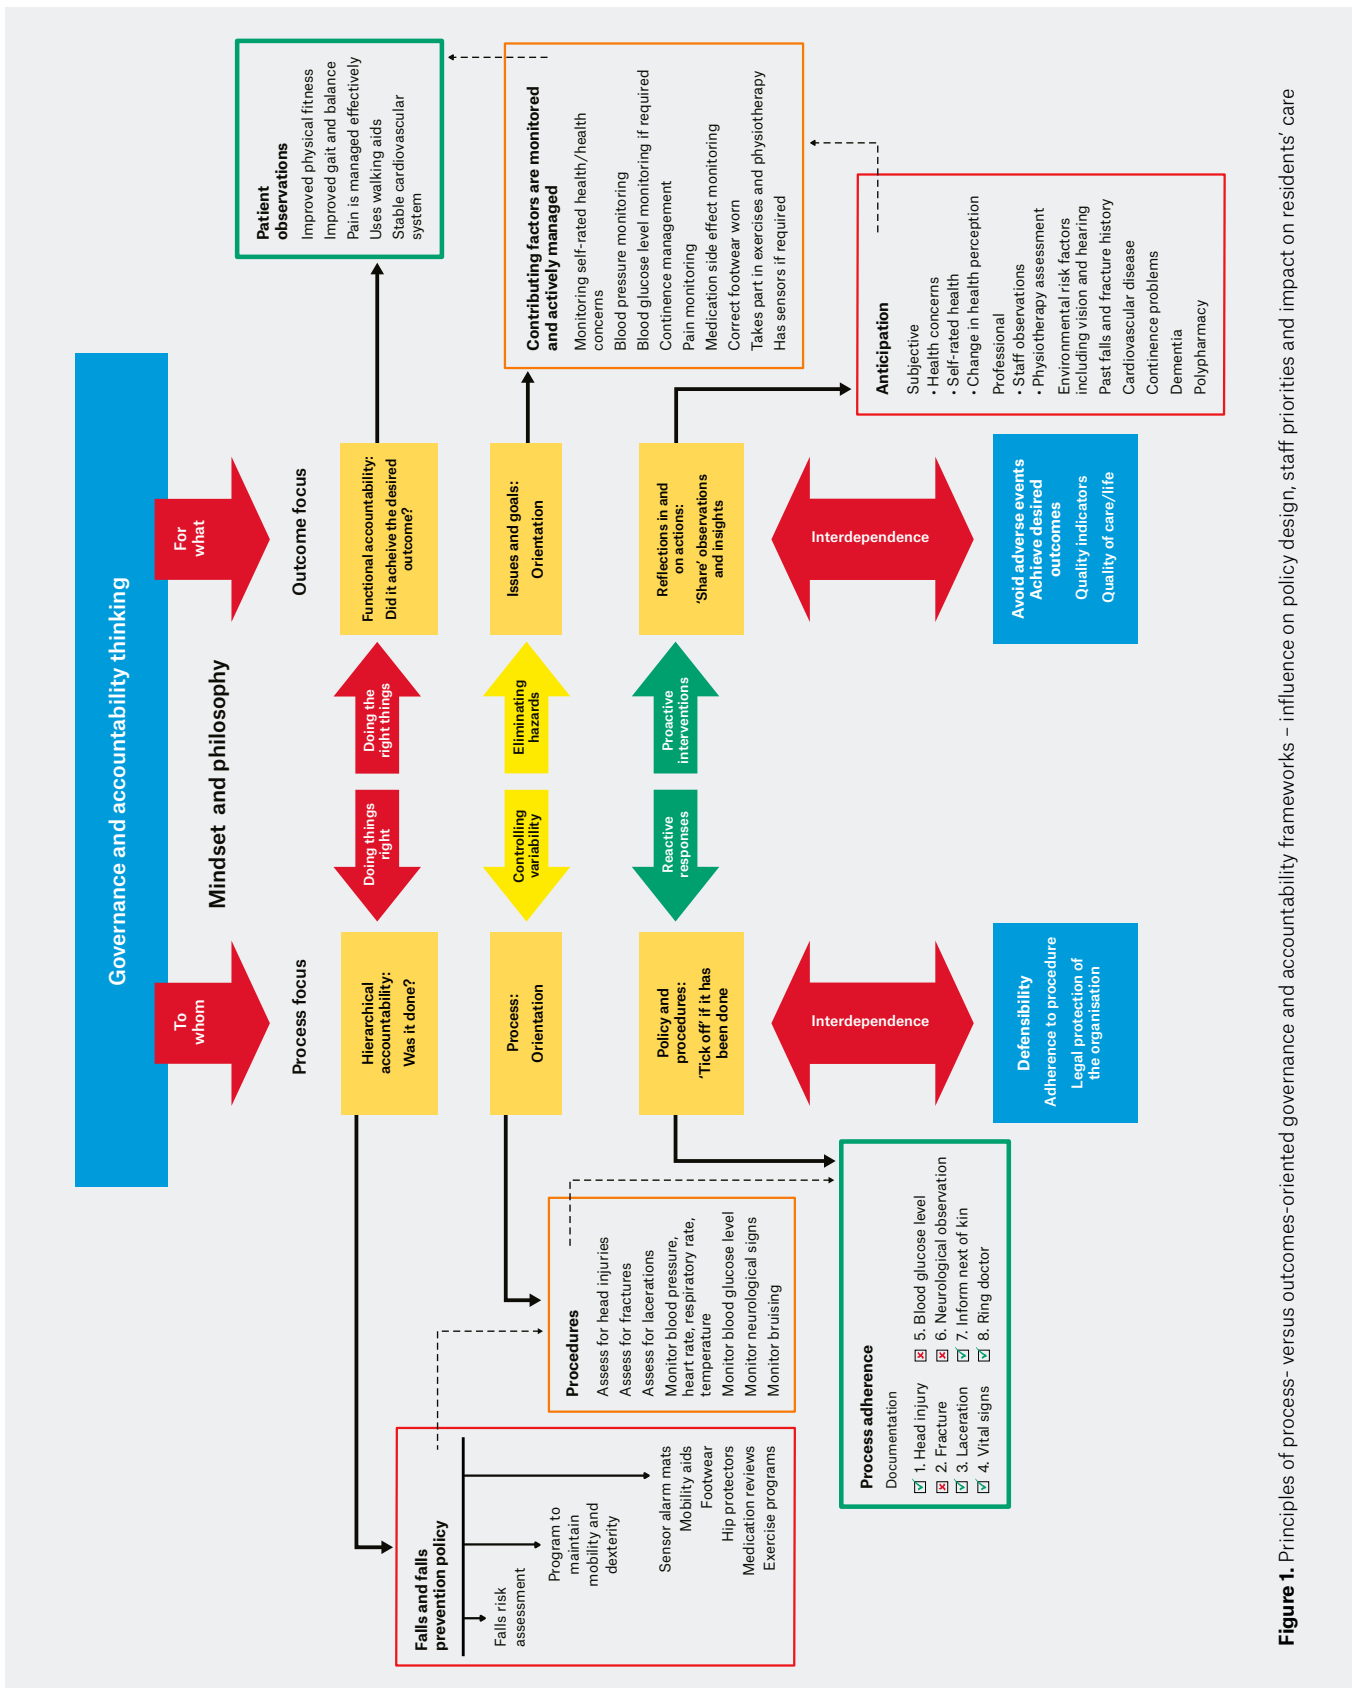 Governance and accountability thinking
Mindset and philosophy
To
whom
For
what
Process focus
Outcome focus
Hierarchical
accountability:
Was it done?
Doing things
right
Doing the
right things
Functional accountability:
Did it acheive the desired
outcome?
Process:
Orientation
Controlling
variability
Eliminating
hazards
Issues and goals:
Orientation
Policy and
procedures:
‘Tick off’ if it has
been done
Reactive
responses
Proactive
interventions
Reflections in and
on actions:
‘Share’ observations
and insights
Interdependence
Interdependence
Defensibility
Adherence to procedure
Legal protection of
the organisation
Avoid adverse events
Achieve desired
outcomes
Quality indicators
Quality of care/life
Falls and falls
prevention policy
Falls risk
assessment
Program to
maintain
mobility and
dexterity
Sensor alarm mats
Mobility aids
Footwear
Hip protectors
Medication reviews
Exercise programs
Procedures
Assess for head injuries
Assess for fractures
Assess for lacerations
Monitor blood pressure,
heart rate, respiratory rate,
temperature
Monitor blood glucose level
Monitor neurological signs
Monitor bruising
Process adherence
Documentation
1. Head injury
2. Fracture
3. Laceration
4. Vital signs
5. Blood glucose level
6. Neurological observation
7. Inform next of kin
8. Ring doctor
Patient
observations
Improved physical fitness
Improved gait and balance
Pain is managed effectively
Uses walking aids
Stable cardiovascular
system
Contributing factors are monitored
and actively managed
Monitoring self-rated health/health
concerns
Blood pressure monitoring
Blood glucose level monitoring if required
Continence management
Pain monitoring
Medication side effect monitoring
Correct footwear worn
Takes part in exercises and physiotherapy
Has sensors if required
Anticipation
Subjective
• Health concerns
• Self-rated health
• Change in health perception
Professional
• Staff observations
• Physiotherapy assessment
Environmental risk factors
including vision and hearing
Past falls and fracture history
Cardiovascular disease
Continence problems
Dementia
Polypharmacy
Figure 1. Principles of process- versus outcomes-oriented governance and accountability frameworks – influence on policy design, staff priorities and impact on residents’ care